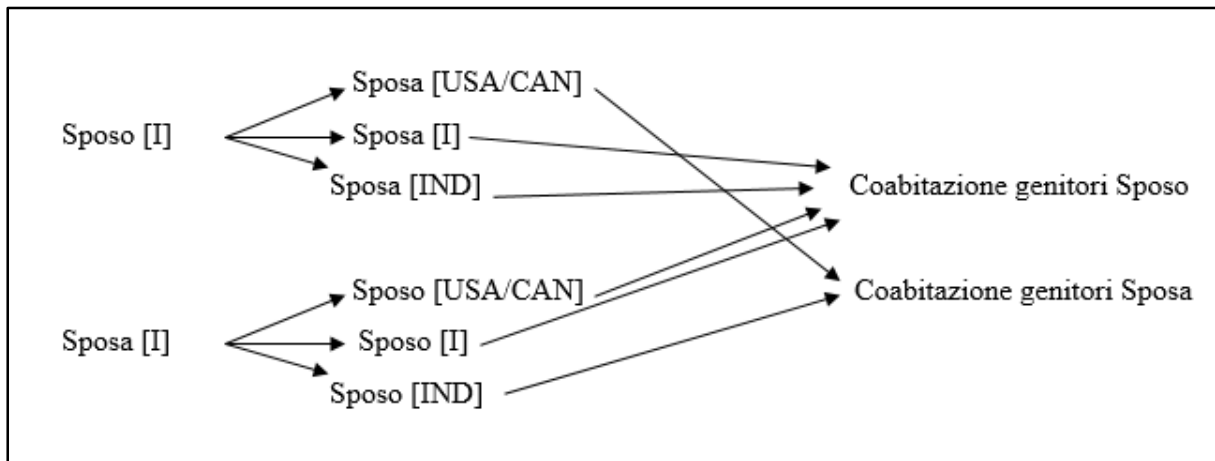 Sposa [USA/CAN]
Sposo [I]
Sposa [I]
Sposa [IND]
Coabitazione genitori Sposo
Sposo [USA/CAN]
Coabitazione genitori Sposa
Sposa [I]
Sposo [I]
Sposo [IND]